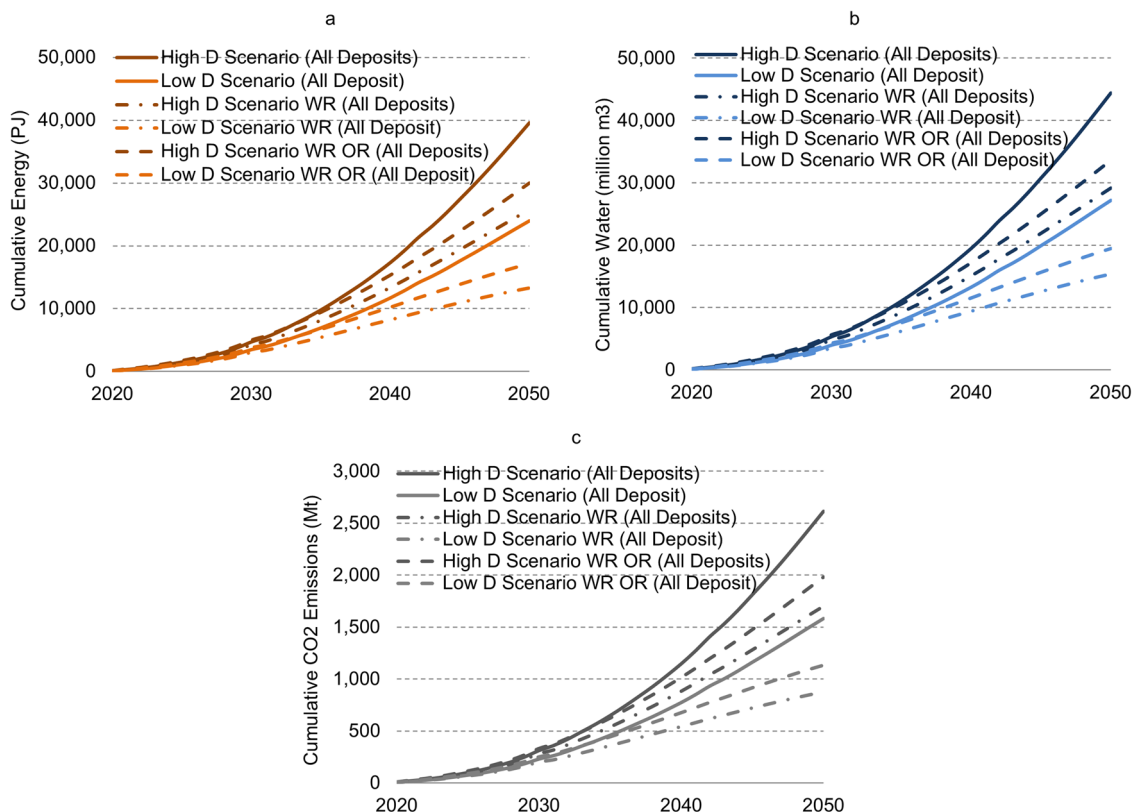 a
Cumulative Energy (PJ)
50,000
40,000
30,000
20,000
10,000
0
High D Scenario (All Deposits)
Low D Scenario (All Deposit)
High D Scenario WR (All Deposits)
Low D Scenario WR (All Deposit)
High D Scenario WR OR (All Deposits)
Low D Scenario WR OR (All Deposit)
2020 2030 2040 2050
b
Cumulative Water (million m3)
50,000
40,000
30,000
20,000
10,000
0
High D Scenario (All Deposits)
Low D Scenario (All Deposit)
High D Scenario WR (All Deposits)
Low D Scenario WR (All Deposit)
High D Scenario WR OR (All Deposits)
Low D Scenario WR OR (All Deposit)
2020 2030 2040 2050
c
Cumulative CO2 Emissions (Mt)
3,000
2,500
2,000
1,500
1,000
500
0
High D Scenario (All Deposits)
Low D Scenario (All Deposit)
High D Scenario WR (All Deposits)
Low D Scenario WR (All Deposit)
High D Scenario WR OR (All Deposits)
Low D Scenario WR OR (All Deposit)
2020 2030 2040 2050